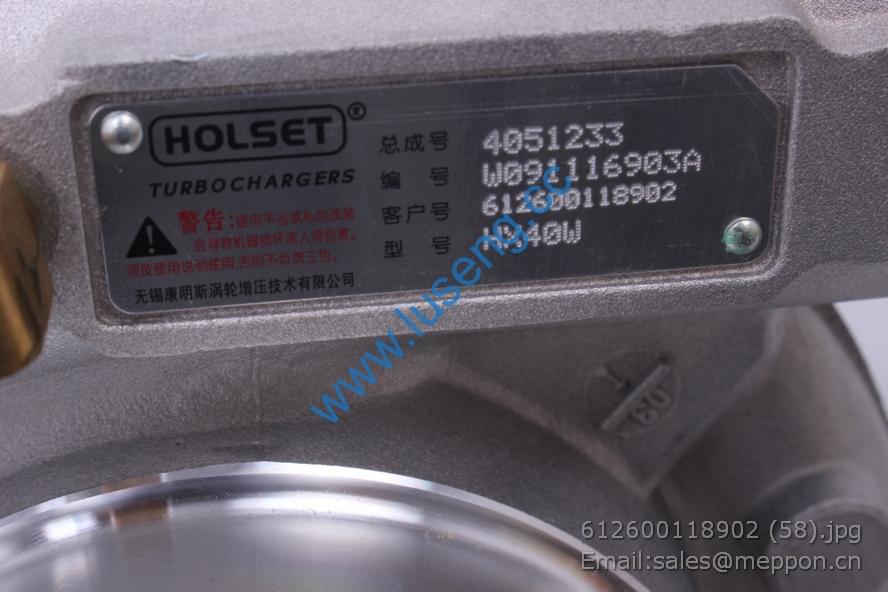 HOLSET®
TURBOCHARGERS
警告:使用不当或私自改装
会导致机器损坏或人身伤害。
须按使用说明使用,否则不负责三包。
无锡康明斯涡轮增压技术有限公司
总成号 4051233
编 号 W091116903A
客户号 612600118902
型 号 HX40W
www.luseng.cc
612600118902 (58).jpg
Email:sales@meppon.cn